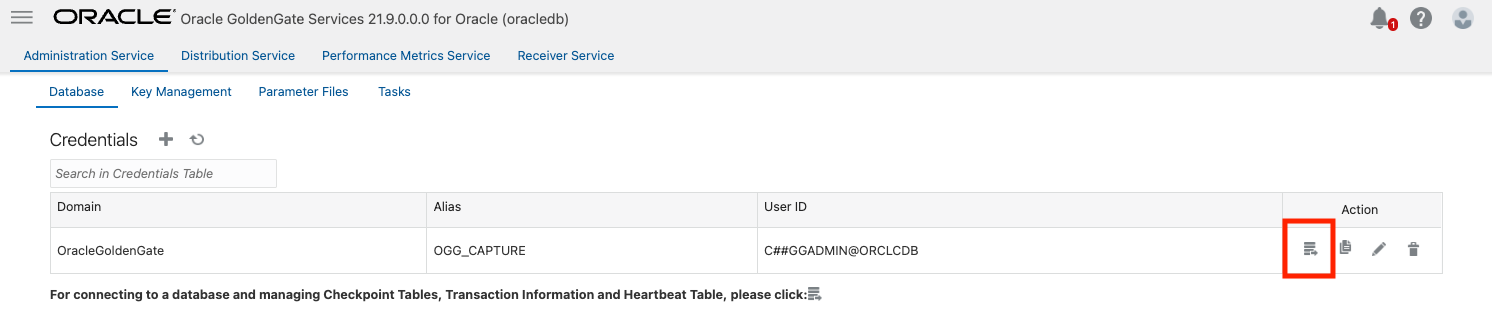 ORACLE® Oracle GoldenGate Services 21.9.0.0.0 for Oracle (oracledb) 1 ?
Administration Service Distribution Service Performance Metrics Service Receiver Service
Database Key Management Parameter Files Tasks
Credentials
Search in Credentials Table
Domain Alias User ID Action
OracleGoldenGate OGG_CAPTURE C##GGADMIN@ORCLCDB
For connecting to a database and managing Checkpoint Tables, Transaction Information and Heartbeat Table, please click: